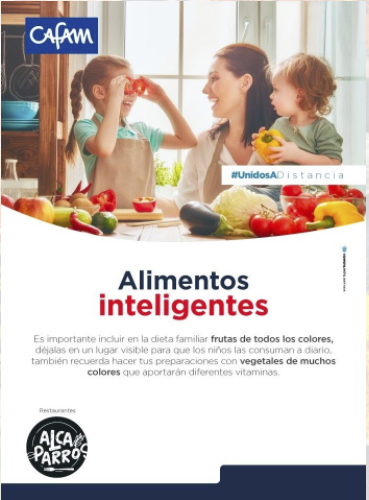 CAFAM
#UnidosADistancia
Alimentos
inteligentes
Es importante incluir en la dieta familiar frutas de todos los colores,
déjalas en un lugar visible para que los niños las consuman a diario,
también recuerda hacer tus preparaciones con vegetales de muchos
colores que aportarán diferentes vitaminas.
Restaurantes
ALCA
PARRO